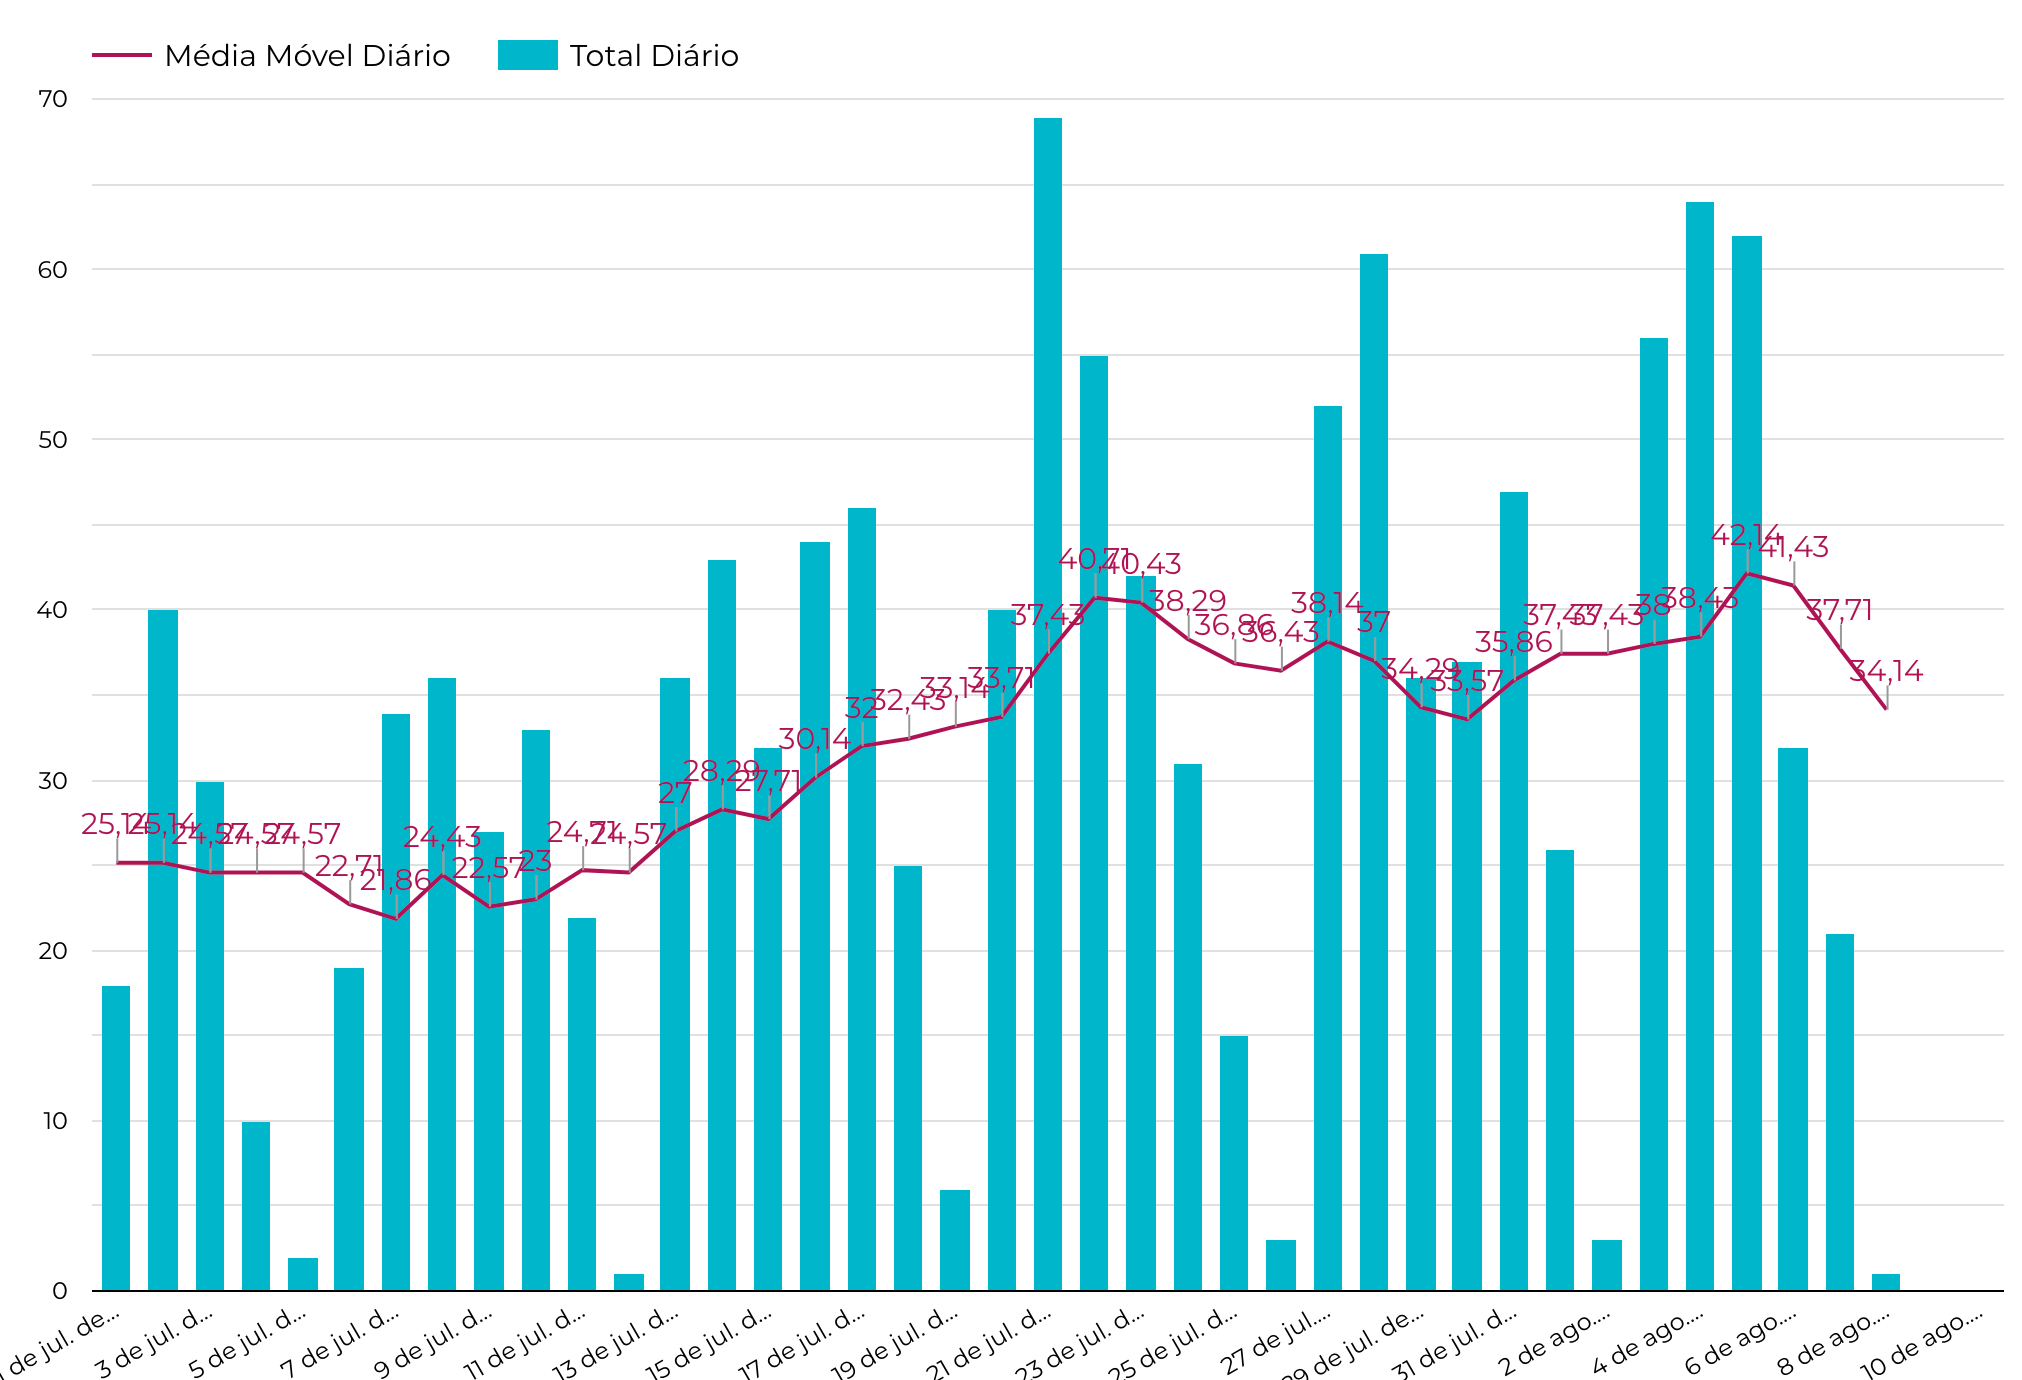 Média Móvel Diário Total Diário
70
60
50
40
30
20
10
0
25,14 25,14 24,57 24,57 24,57 22,71 21,86 24,43 22,57 23 24,71 24,57 27 28,29 27,71 30,14 32 32,43 33,14 33,71 37,43 40,71 40,43 38,29 36,86 36,43 38,14 37 34,29 33,57 35,86 37,43 37,43 38 38,43 42,14 41,43 37,71 34,14
de jul. de… 3 de jul. d… 5 de jul. d… 7 de jul. d… 9 de jul. d… 11 de jul. d… 13 de jul. d… 15 de jul. d… 17 de jul. d… 19 de jul. d… 21 de jul. d… 23 de jul. d… 25 de jul. d… 27 de jul.… 29 de jul. de… 31 de jul. d… 2 de ago.… 4 de ago.… 6 de ago.… 8 de ago.… 10 de ago.…